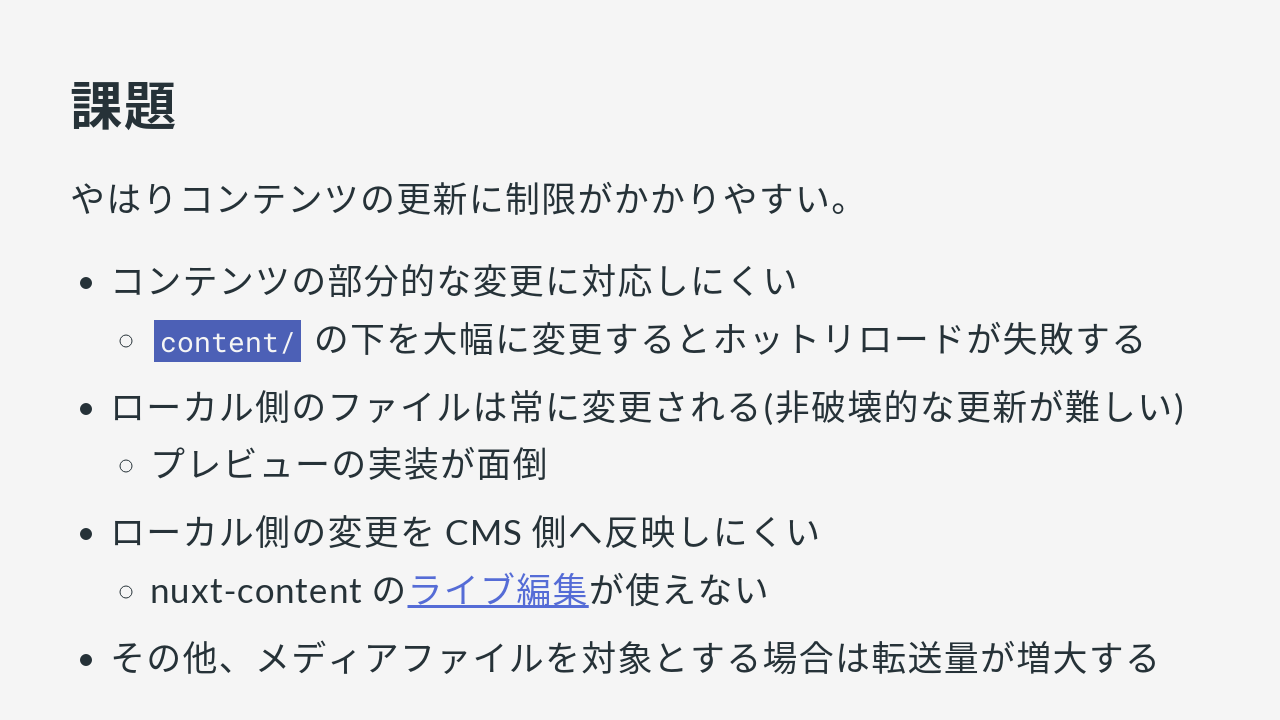 課題
やはりコンテンツの更新に制限がかかりやすい。
コンテンツの部分的な変更に対応しにくい
content/ の下を大幅に変更するとホットリロードが失敗する
ローカル側のファイルは常に変更される(非破壊的な更新が難しい)
プレビューの実装が面倒
ローカル側の変更を CMS 側へ反映しにくい
nuxt-content のライブ編集が使えない
その他、メディアファイルを対象とする場合は転送量が増大する